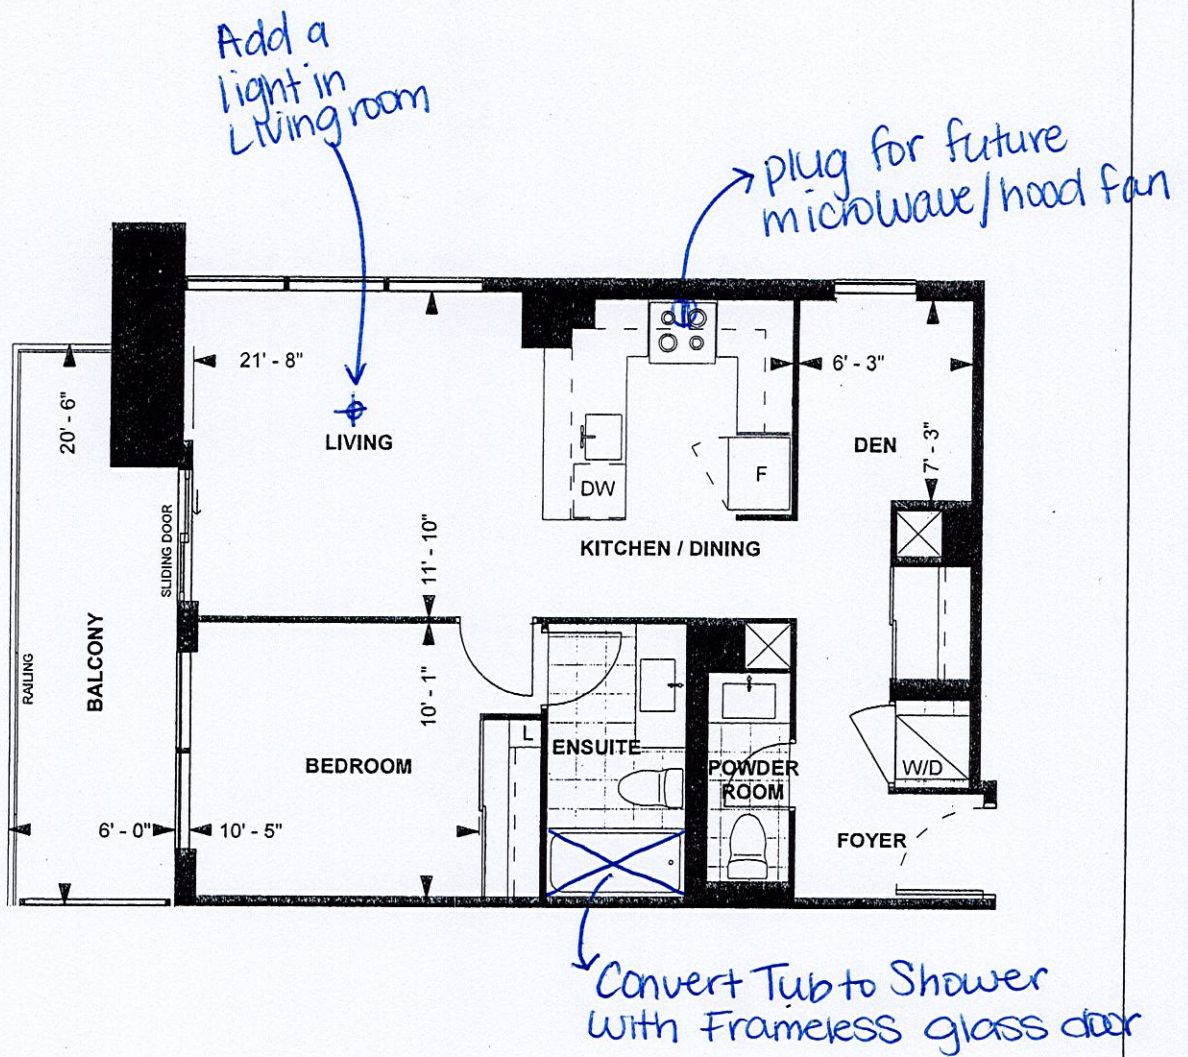 Add a
light in
Living room
plug for future
microwave/hood fan
21' - 8"
6' - 3"
20' - 6"
LIVING
DEN
7' - 3"
F
DW
SLIDING DOOR
11' - 10"
KITCHEN / DINING
BALCONY
RAILING
10' - 1"
L
ENSUITE
BEDROOM
POWDER
ROOM
W/D
6' - 0"
10' - 5"
FOYER
Convert Tub to Shower
with Frameless glass door